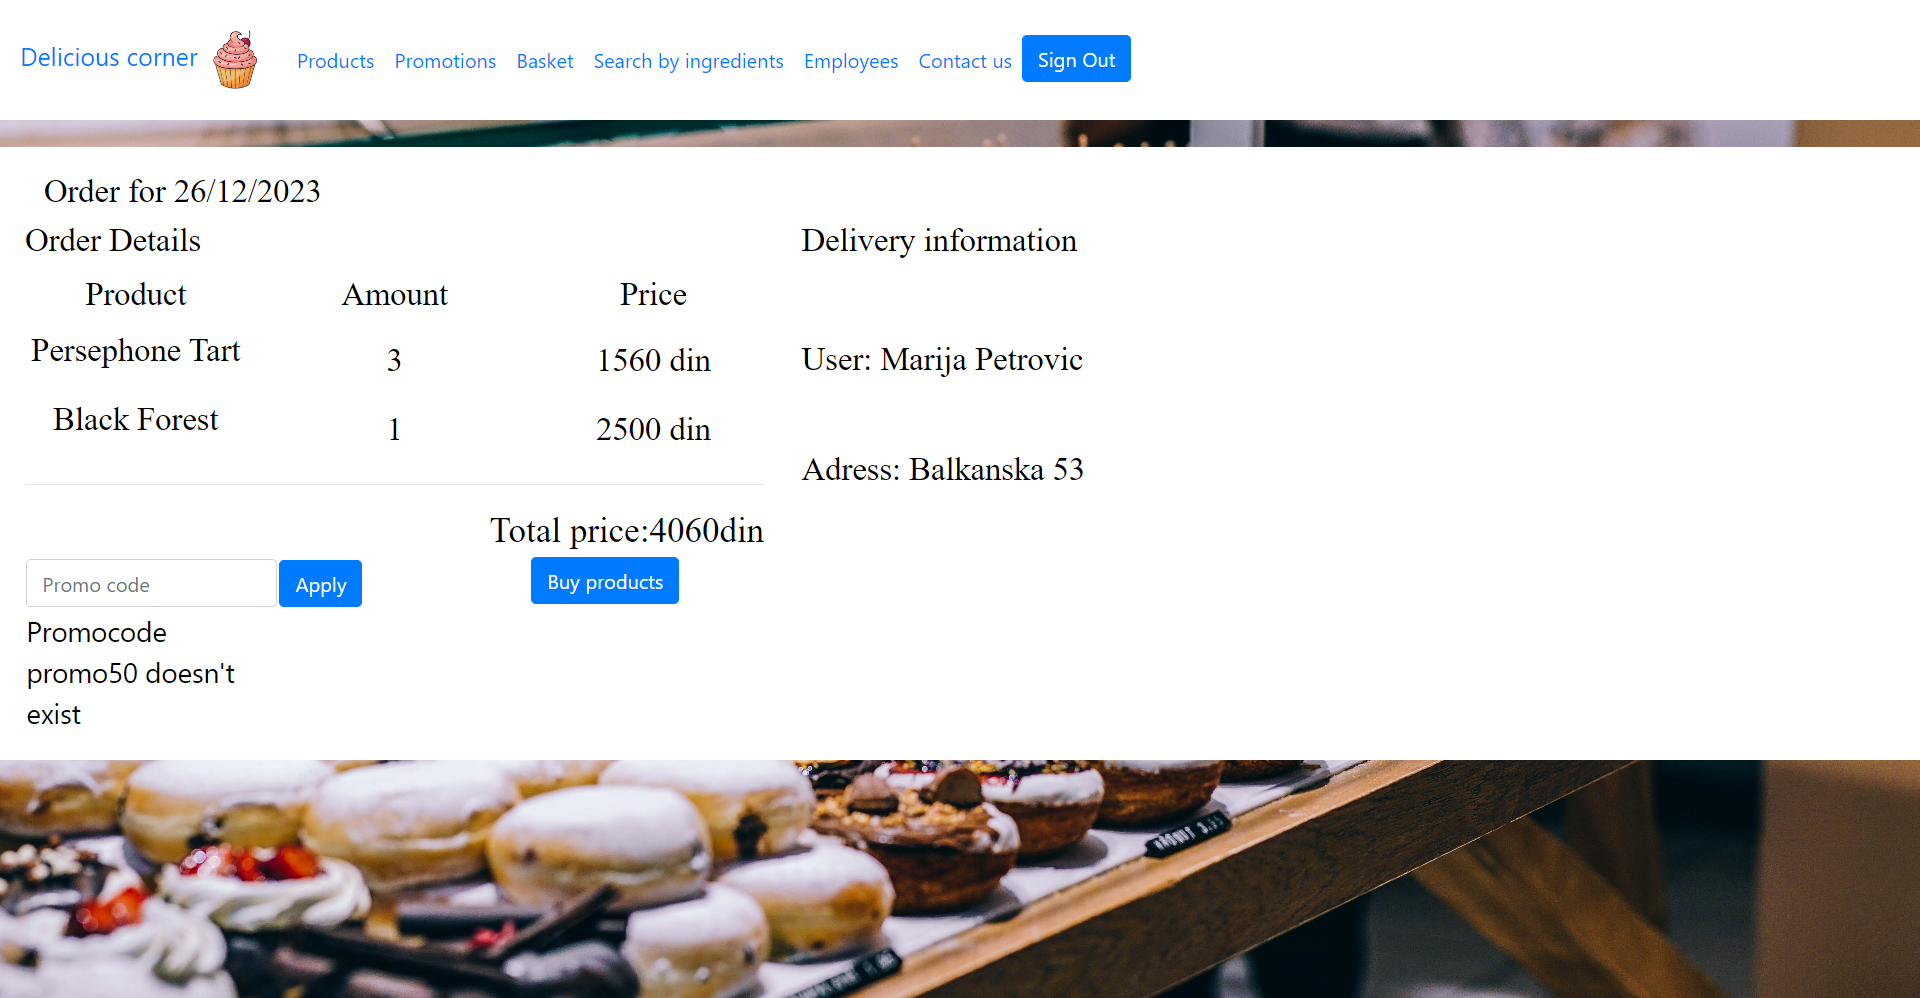 Delicious corner
Products Promotions Basket Search by ingredients Employees Contact us Sign Out
Order for 26/12/2023
Order Details
Product Amount Price
Persephone Tart 3 1560 din
Black Forest 1 2500 din
Total price:4060din
Promo code Apply Buy products
Promocode
promo50 doesn't
exist
Delivery information
User: Marija Petrovic
Adress: Balkanska 53